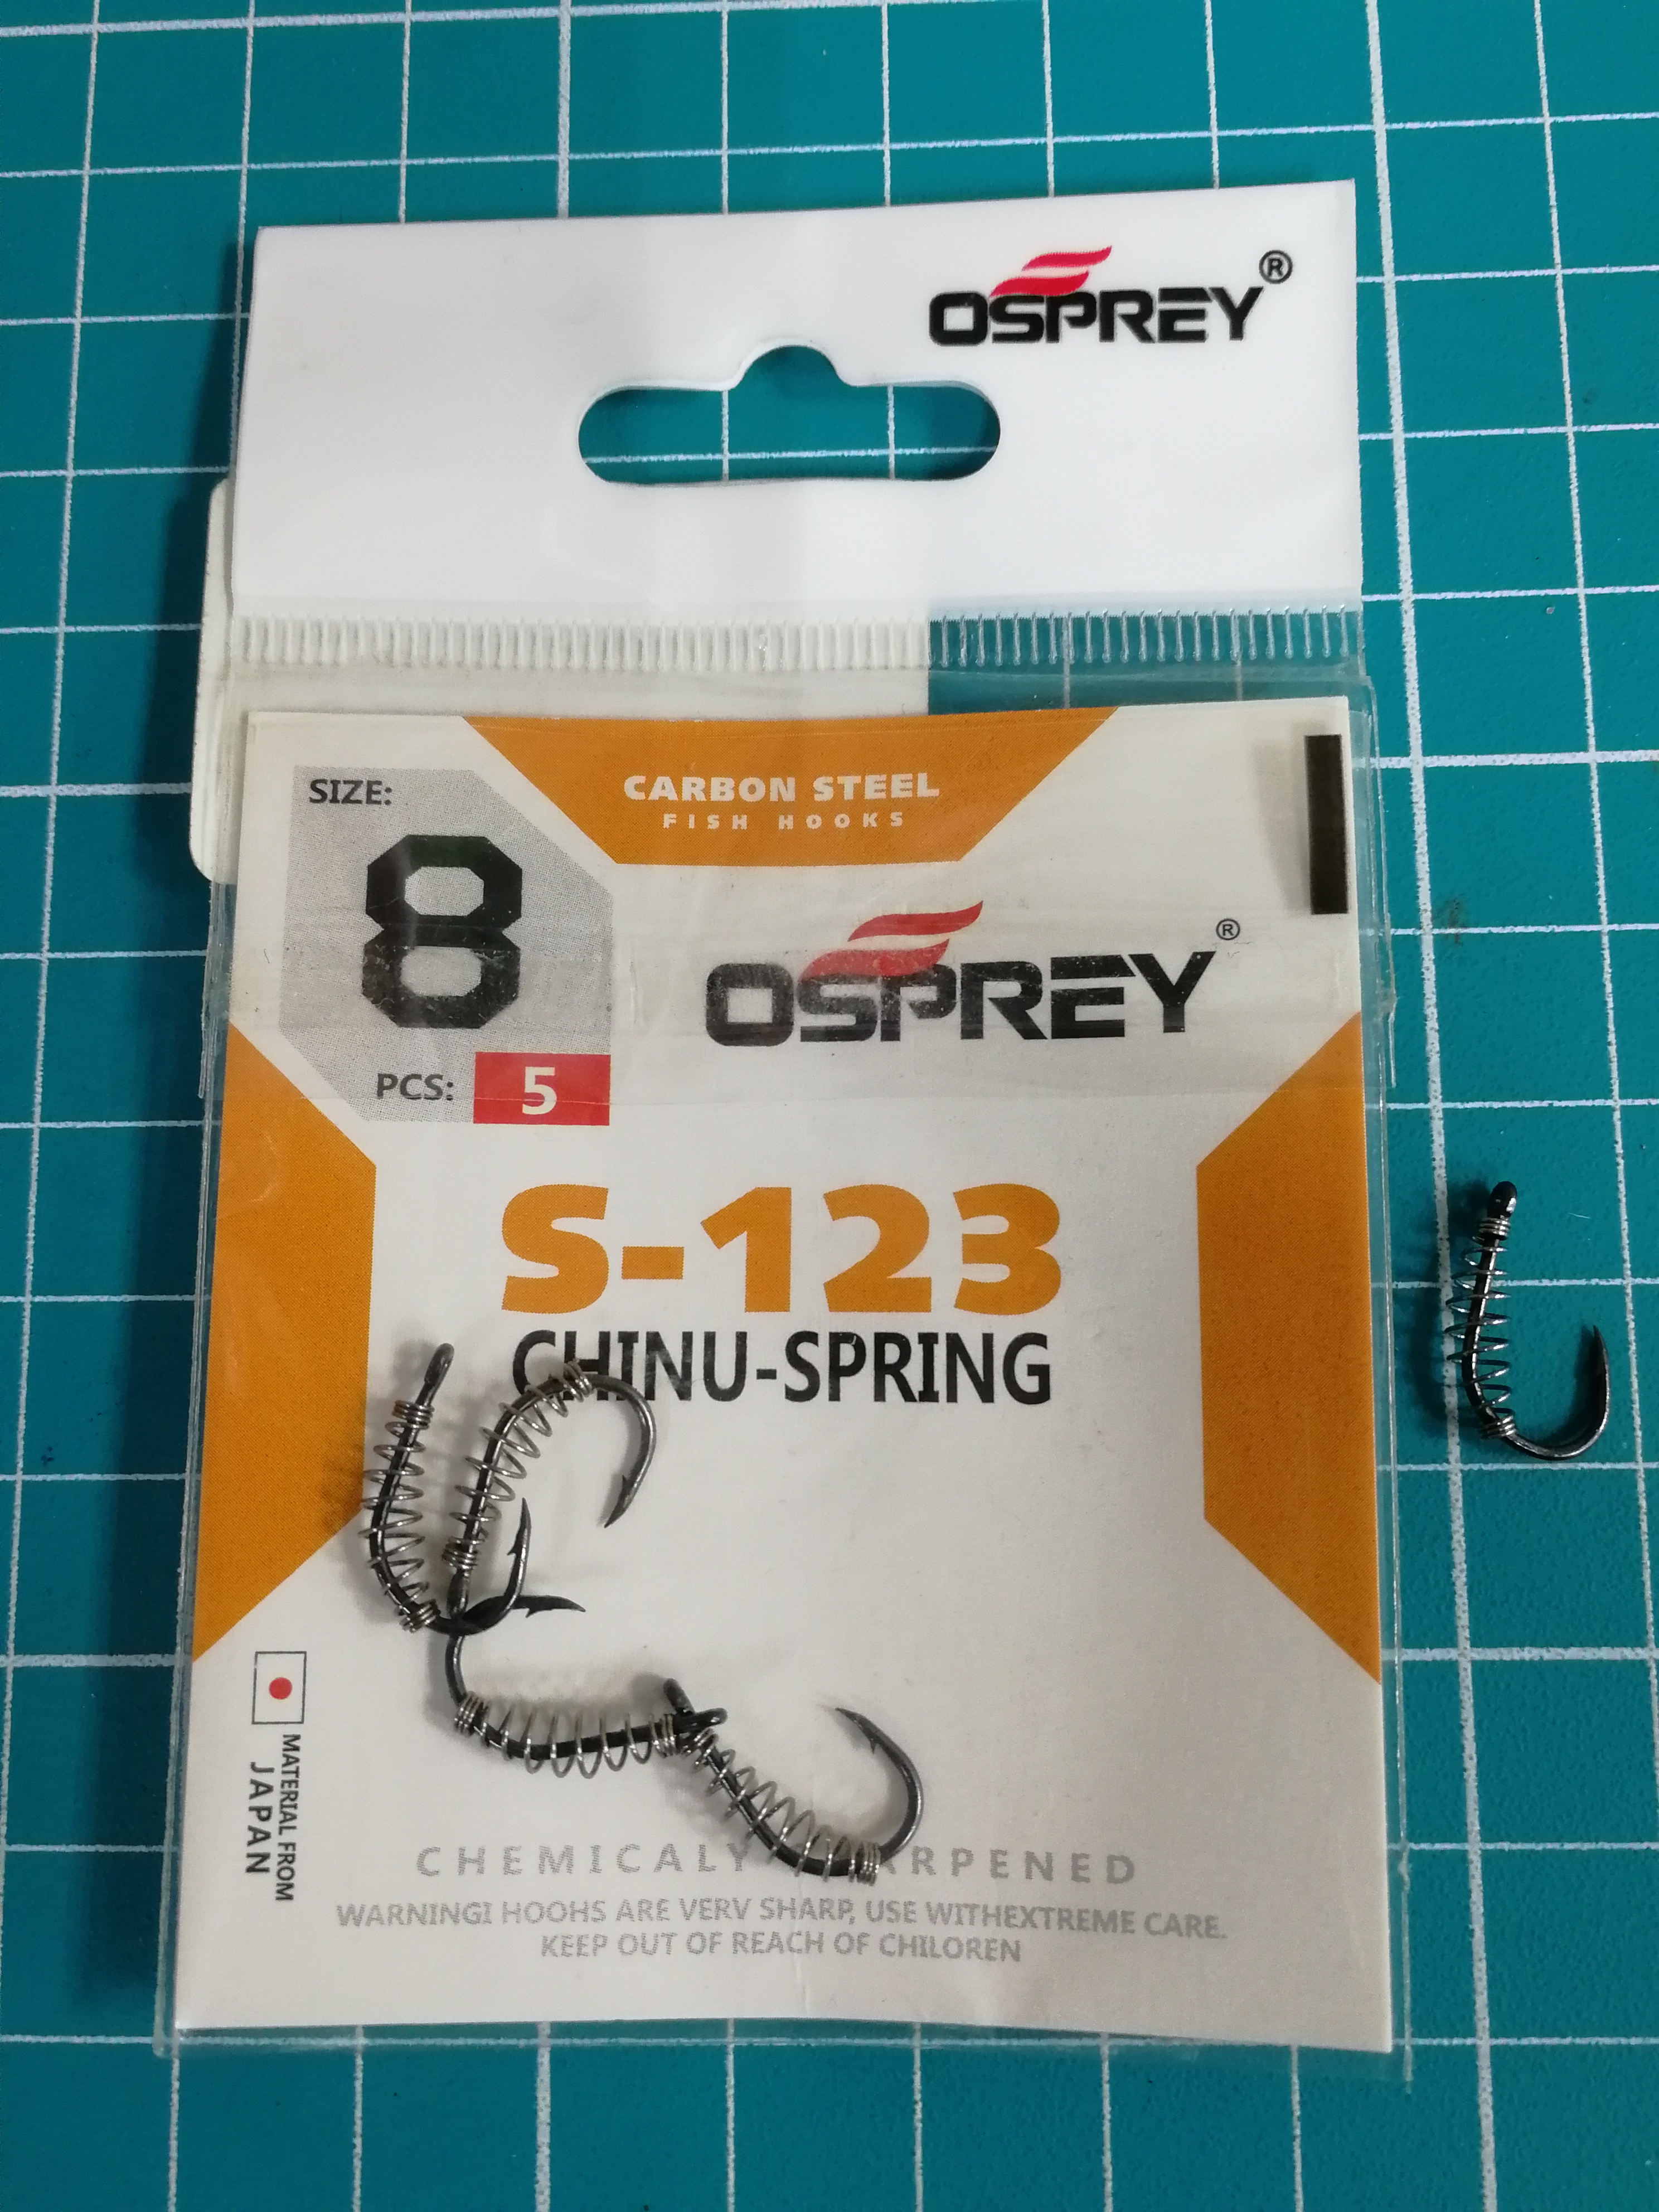 OSPREY®
SIZE:
8
PCS: 5
CARBON STEEL
FISH HOOKS
OSPREY®
S-123
CHINU-SPRING
MATERIAL FROM
JAPAN
CHEMICALY RPENED
WARNINGI HOOHS ARE VERV SHARP, USE WITHEXTREME CARE.
KEEP OUT OF REACH OF CHILOREN